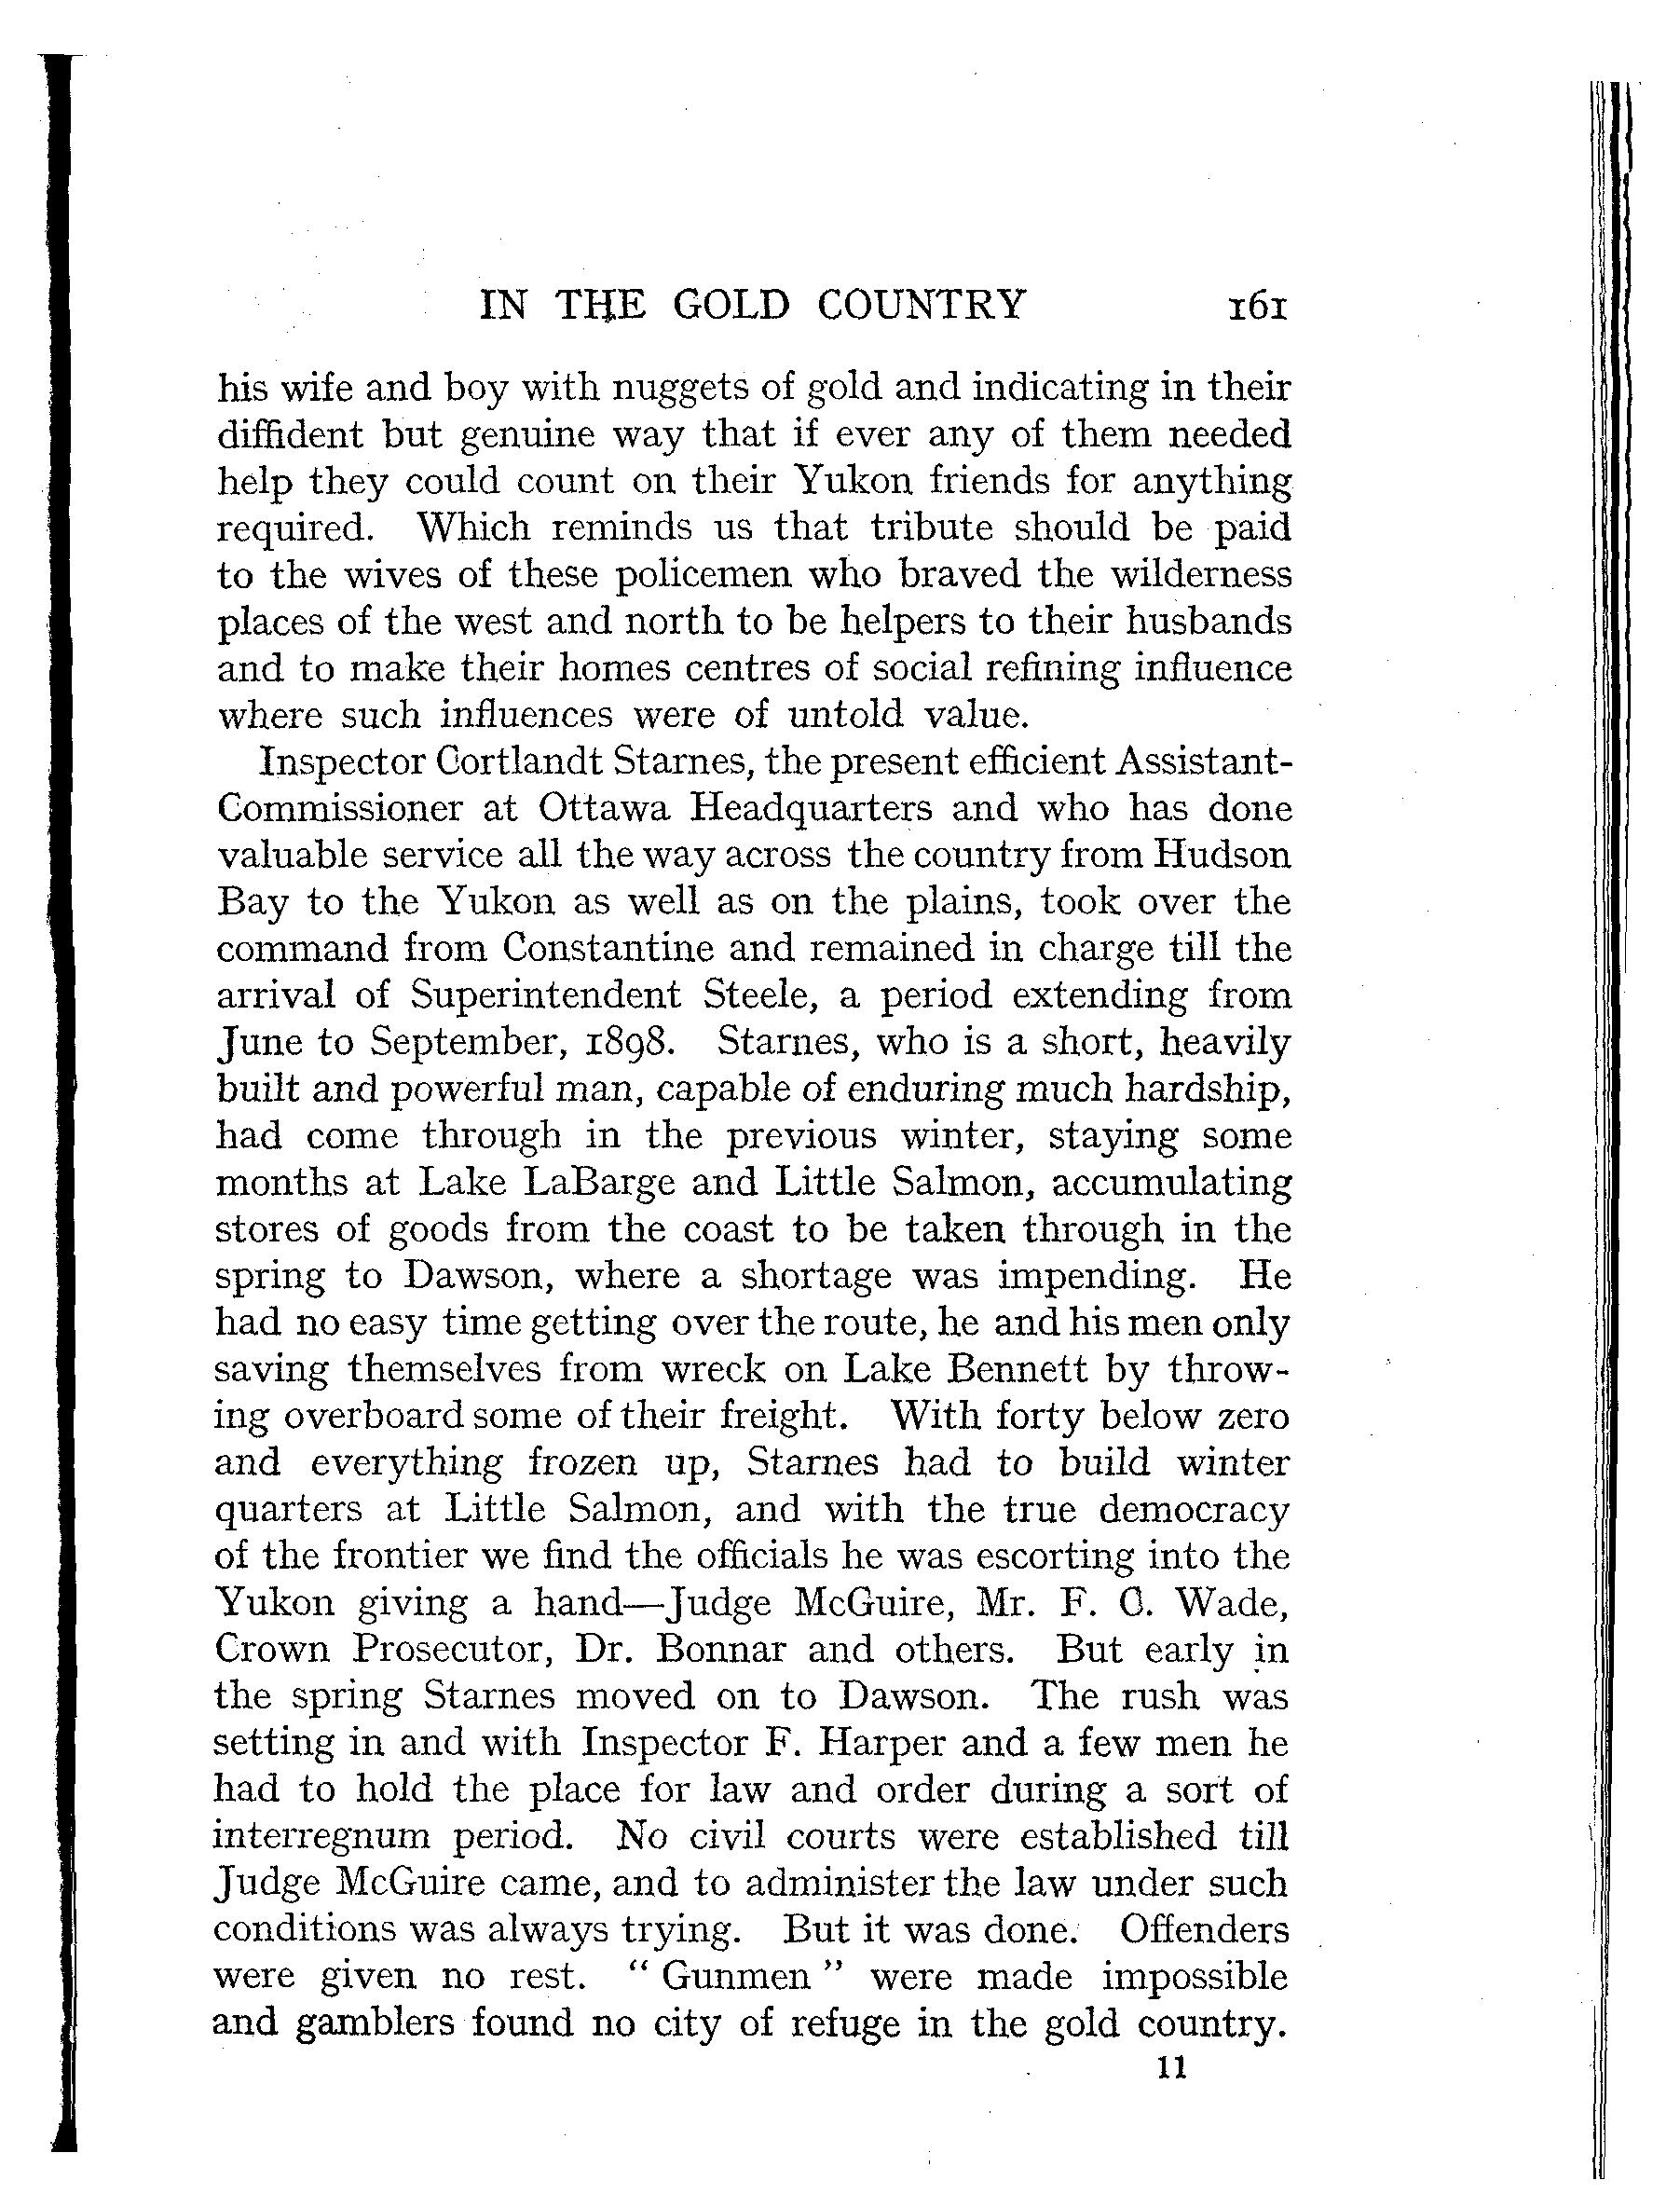 IN THE GOLD COUNTRY 161
his wife and boy with nuggets of gold and indicating in their
diffident but genuine way that if ever any of them needed
help they could count on their Yukon friends for anything
required. Which reminds us that tribute should be paid
to the wives of these policemen who braved the wilderness
places of the west and north to be helpers to their husbands
and to make their homes centres of social refining influence
where such influences were of untold value.
Inspector Cortlandt Starnes, the present efficient Assistant-
Commissioner at Ottawa Headquarters and who has done
valuable service all the way across the country from Hudson
Bay to the Yukon as well as on the plains, took over the
command from Constantine and remained in charge till the
arrival of Superintendent Steele, a period extending from
June to September, 1898. Starnes, who is a short, heavily
built and powerful man, capable of enduring much hardship,
had come through in the previous winter, staying some
months at Lake LaBarge and Little Salmon, accumulating
stores of goods from the coast to be taken through in the
spring to Dawson, where a shortage was impending. He
had no easy time getting over the route, he and his men only
saving themselves from wreck on Lake Bennett by throw-
ing overboard some of their freight. With forty below zero
and everything frozen up, Starnes had to build winter
quarters at Little Salmon, and with the true democracy
of the frontier we find the officials he was escorting into the
Yukon giving a hand—Judge McGuire, Mr. F. C. Wade,
Crown Prosecutor, Dr. Bonnar and others. But early in
the spring Starnes moved on to Dawson. The rush was
setting in and with Inspector F. Harper and a few men he
had to hold the place for law and order during a sort of
interregnum period. No civil courts were established till
Judge McGuire came, and to administer the law under such
conditions was always trying. But it was done. Offenders
were given no rest. “ Gunmen ” were made impossible
and gamblers found no city of refuge in the gold country.
11